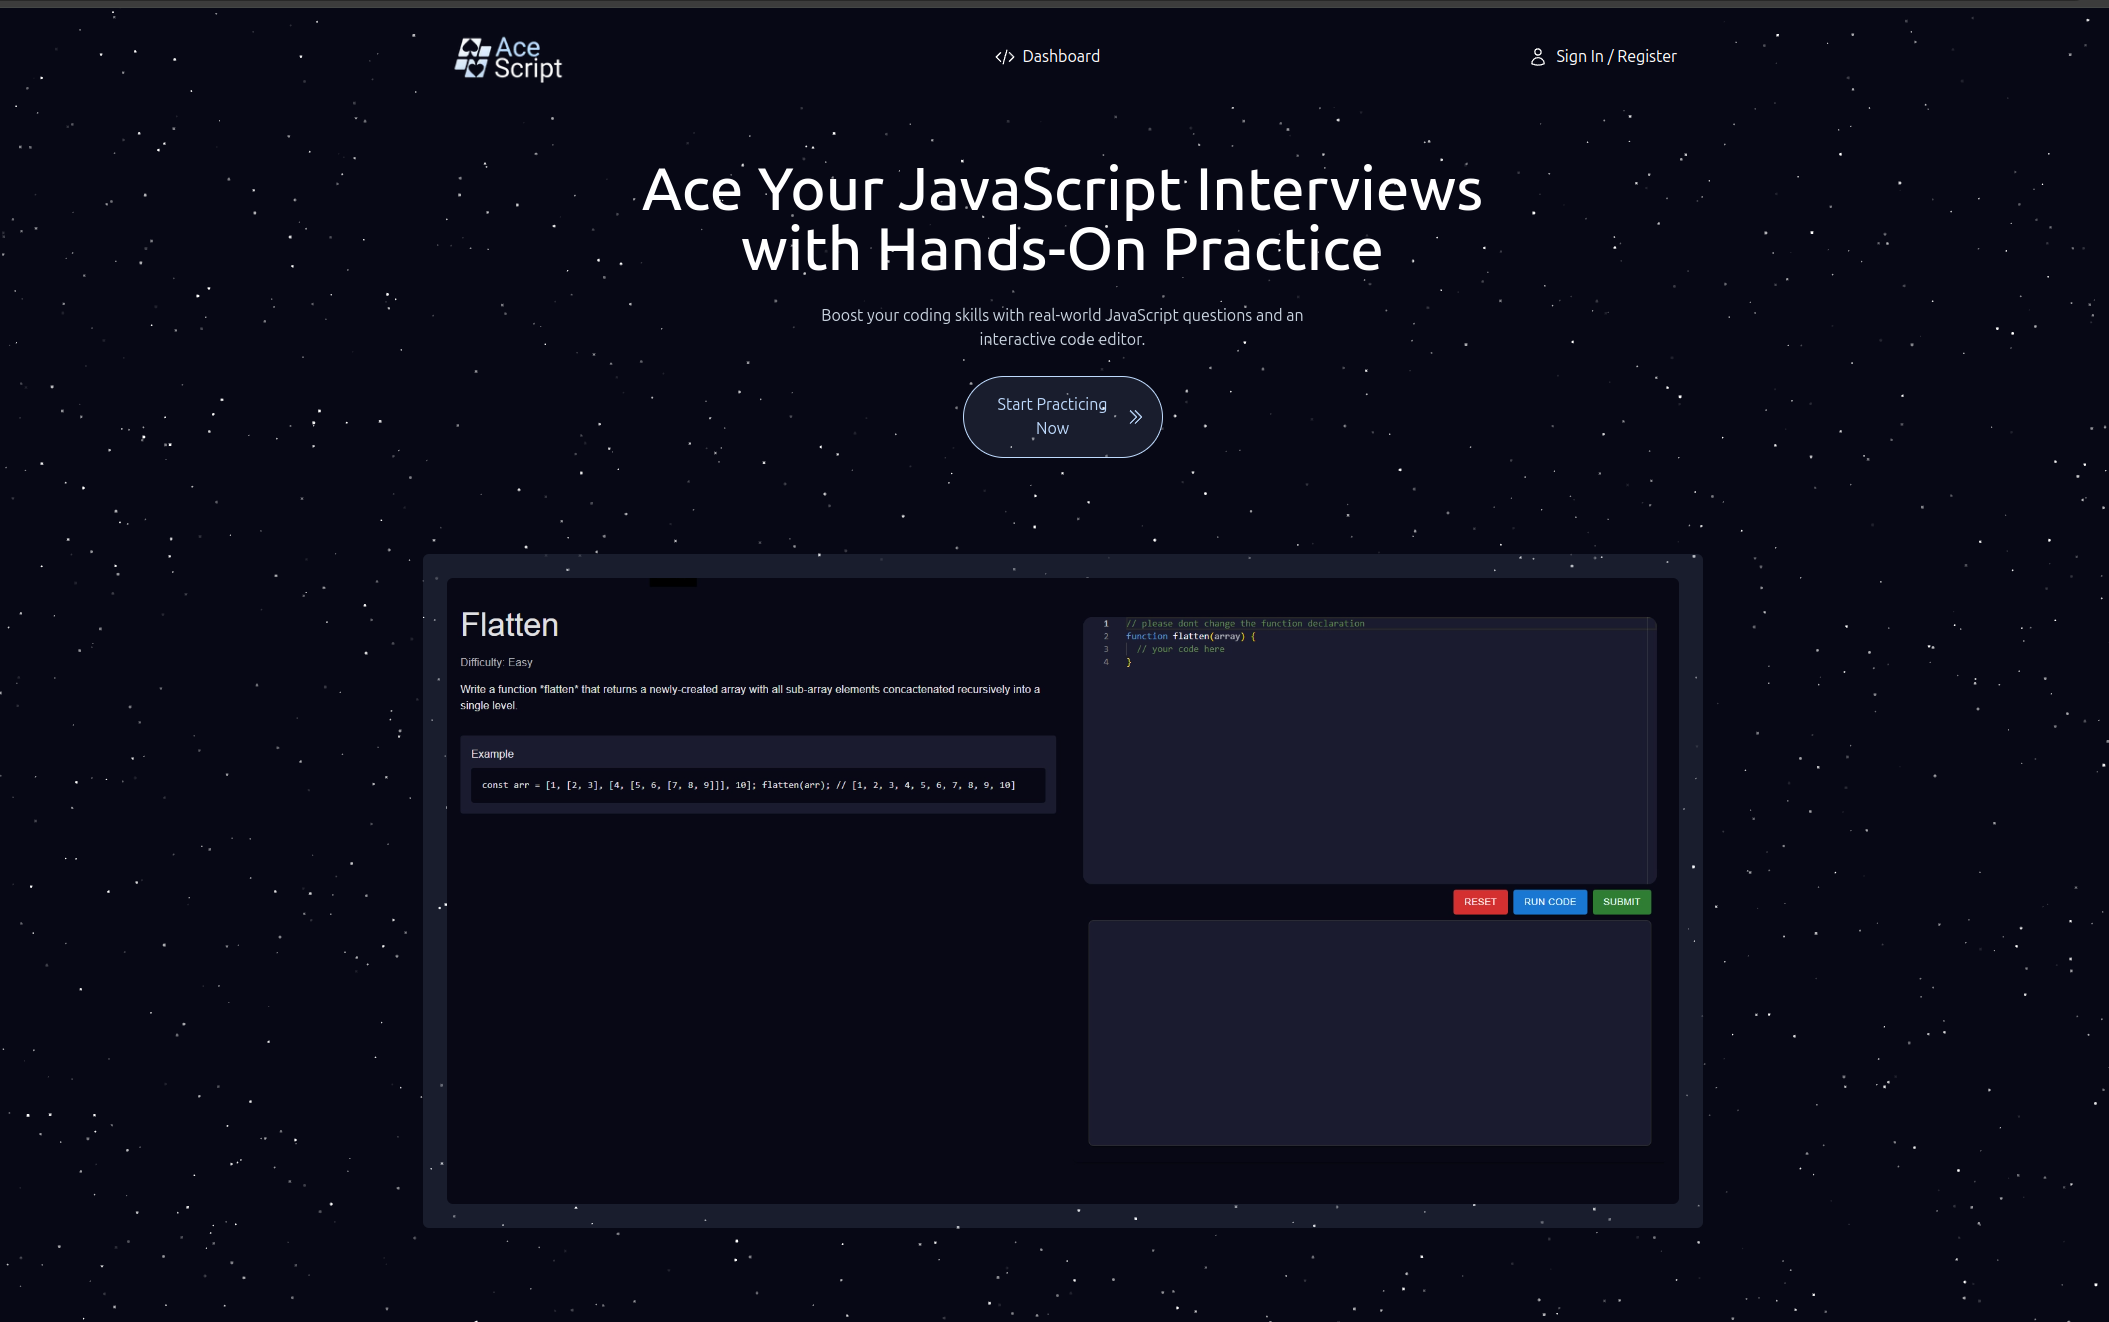 Ace
Script
</> Dashboard
Sign In / Register
Ace Your JavaScript Interviews
with Hands-On Practice
Boost your coding skills with real-world JavaScript questions and an
interactive code editor.
Start Practicing
Now
Flatten
Difficulty: Easy
Write a function *flatten* that returns a newly-created array with all sub-array elements concactenated recursively into a
single level.
Example
const arr = [1, [2, 3], [4, [5, 6, [7, 8, 9]]], 10]; flatten(arr); // [1, 2, 3, 4, 5, 6, 7, 8, 9, 10]
1 // please dont change the function declaration
2 function flatten(array) {
3 // your code here
4 }
RESET RUN CODE SUBMIT